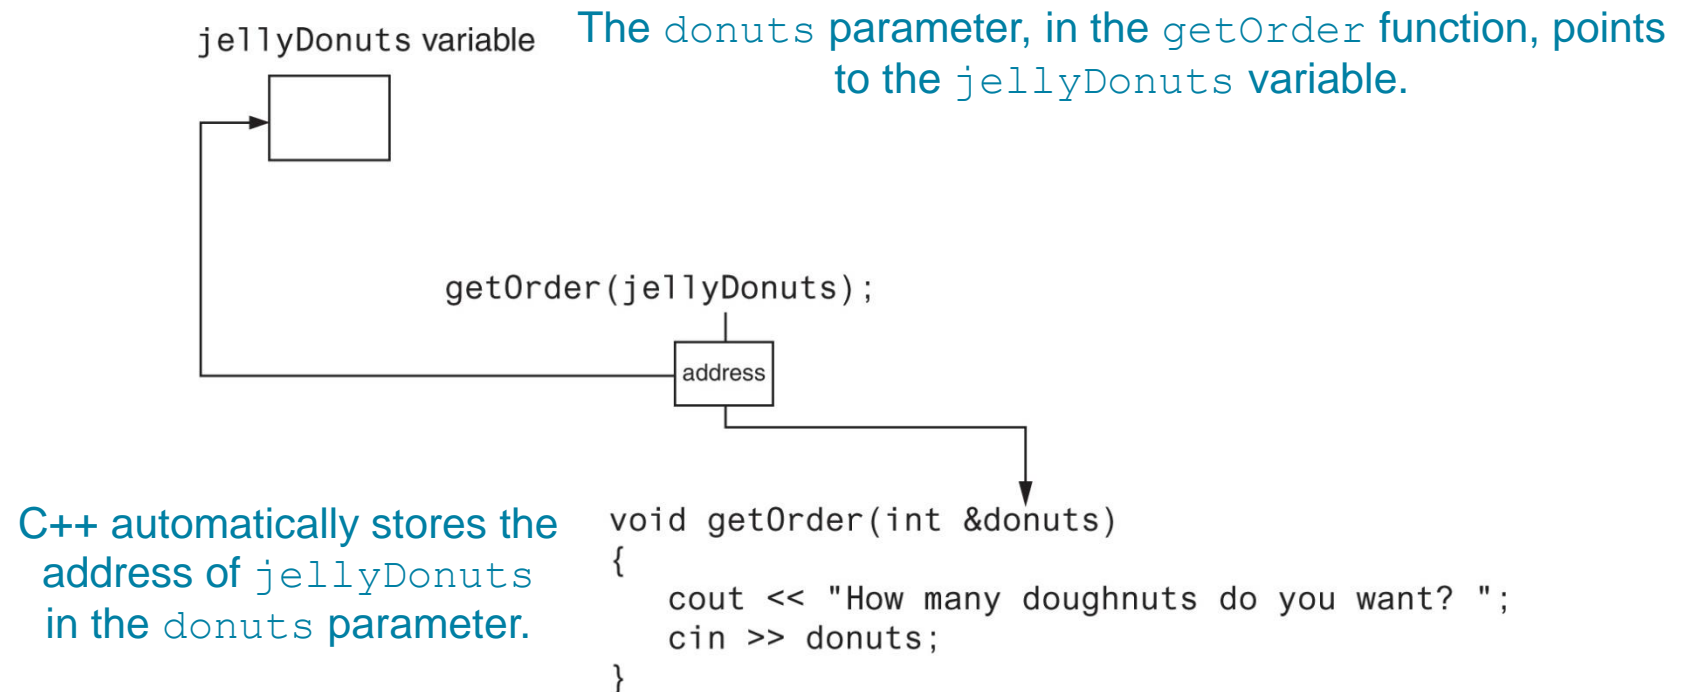 jellyDonuts variable
The donuts parameter, in the getOrder function, points
to the jellyDonuts variable.
getOrder(jellyDonuts);
address
C++ automatically stores the
address of jellyDonuts
in the donuts parameter.
void getOrder(int &donuts)
{
   cout << "How many doughnuts do you want? ";
   cin >> donuts;
}